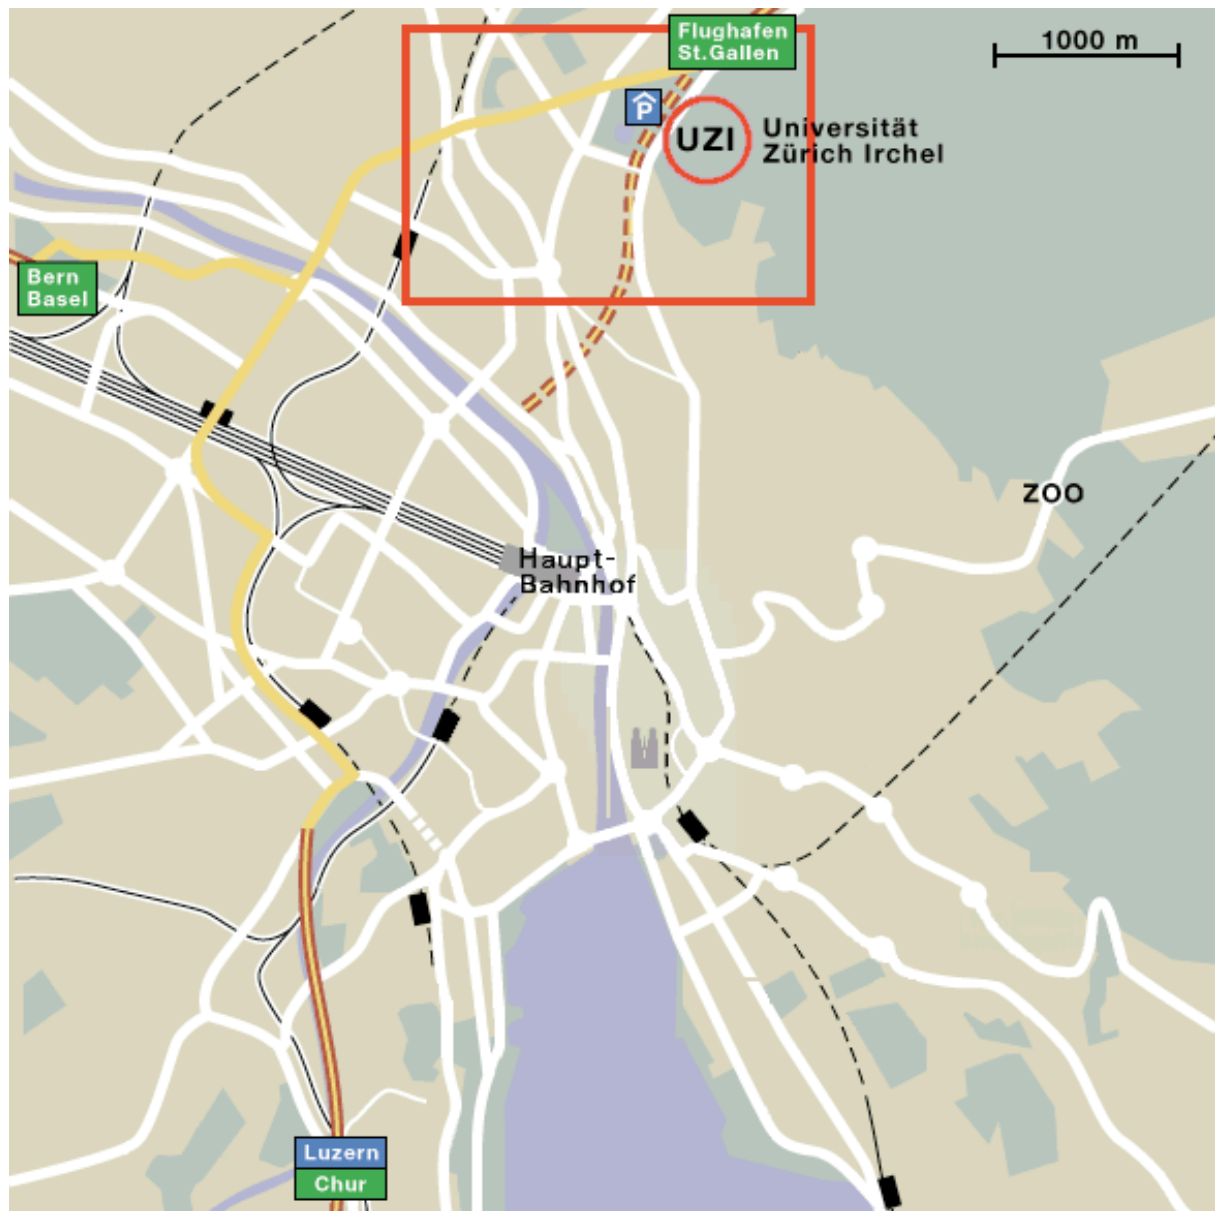 Flughafen
St.Gallen
1000 m
P
UZI
Universität
Zürich Irchel
Bern
Basel
ZOO
Haupt-
Bahnhof
Luzern
Chur